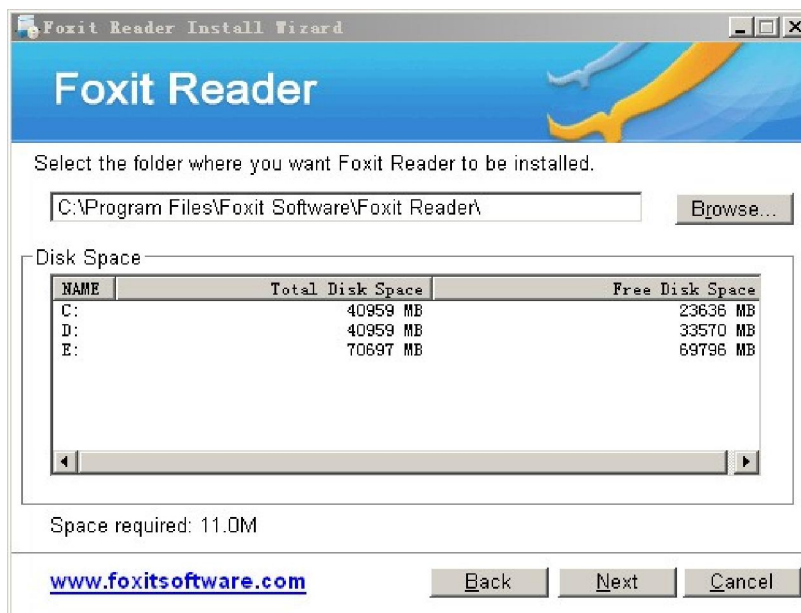 Foxit Reader Install Wizard
Foxit Reader
Select the folder where you want Foxit Reader to be installed.
C:\Program Files\Foxit Software\Foxit Reader\
Browse...
Disk Space
NAME Total Disk Space Free Disk Space
C: 40959 MB 23636 MB
D: 40959 MB 33570 MB
E: 70697 MB 69796 MB
Space required: 11.0M
www.foxitsoftware.com Back Next Cancel